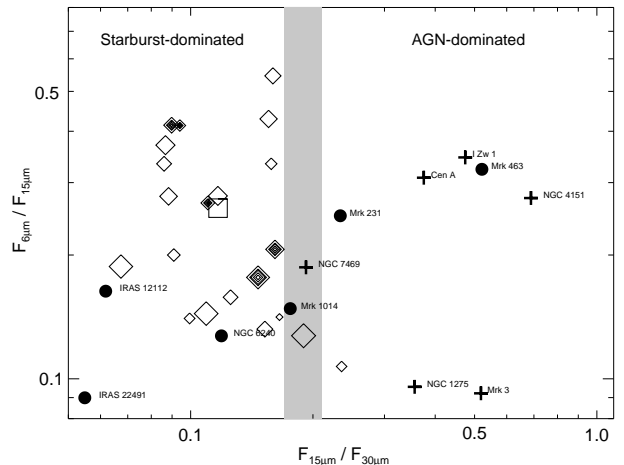 Starburst-dominated
AGN-dominated
0.5
I Zw 1
Cen A
Mrk 463
NGC 4151
Mrk 231
NGC 7469
IRAS 12112
Mrk 1014
NGC 6240
NGC 1275
Mrk 3
IRAS 22491
0.1
F6μm / F15μm
0.1
0.5
1.0
F15μm / F30μm